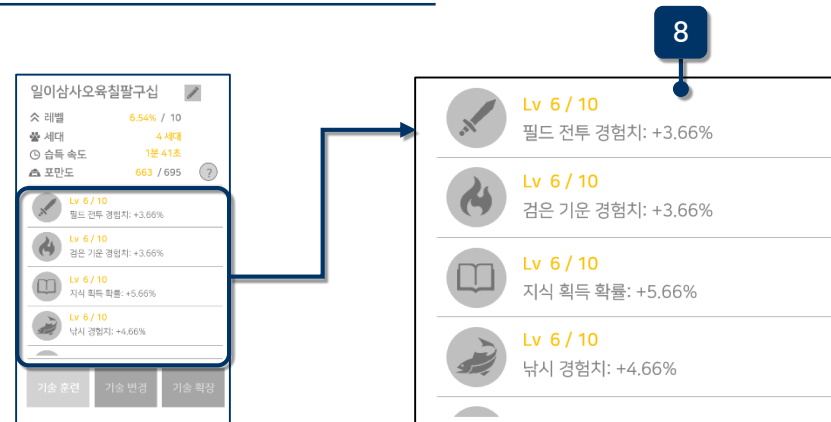 8
일이삼사오육칠팔구십
레벨 6.54% / 10
세대 4 세대
습득 속도 1분 41초
포만도 663 / 695 ?
Lv 6 / 10
필드 전투 경험치: +3.66%
Lv 6 / 10
검은 기운 경험치: +3.66%
Lv 6 / 10
지식 획득 확률: +5.66%
Lv 6 / 10
낚시 경험치: +4.66%
기술 훈련 기술 변경 기술 확장
Lv 6 / 10
필드 전투 경험치: +3.66%
Lv 6 / 10
검은 기운 경험치: +3.66%
Lv 6 / 10
지식 획득 확률: +5.66%
Lv 6 / 10
낚시 경험치: +4.66%